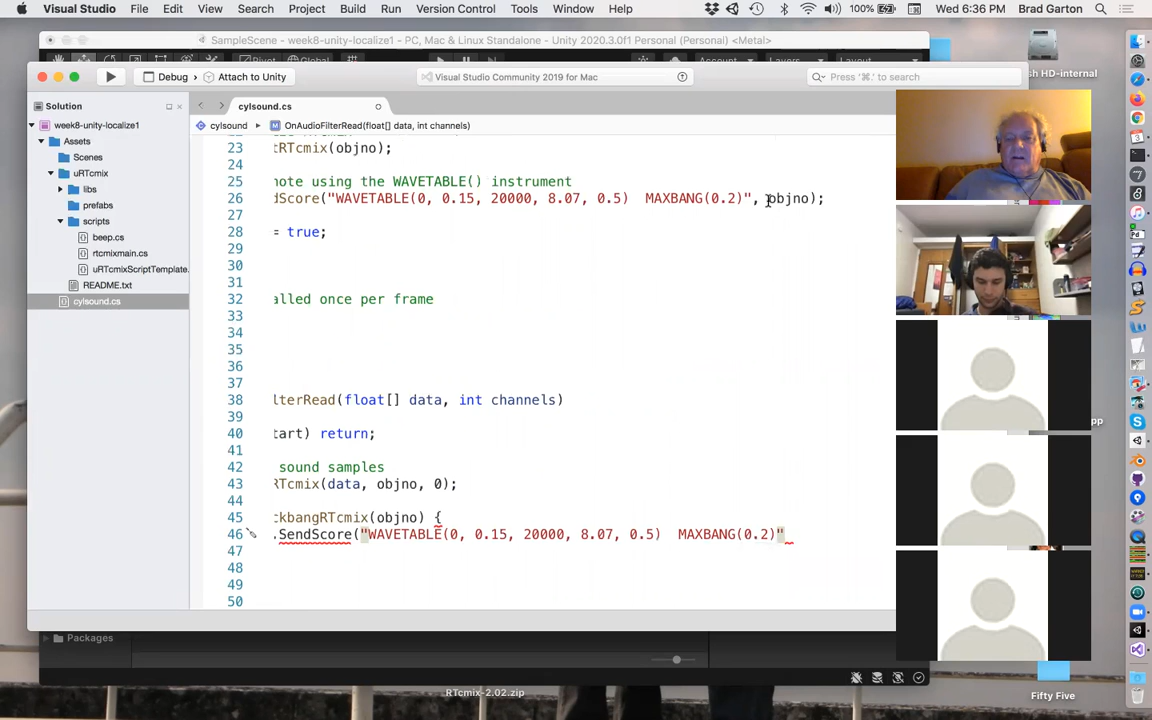 Visual Studio File Edit View Search Project Build Run Version Control Tools Window Help 100% Wed 6:36 PM Brad Garton
SampleScene - week8-unity-localize1 - PC, Mac & Linux Standalone - Unity 2020.3.0f1 Personal (Personal) <Metal>
Debug Attach to Unity Visual Studio Community 2019 for Mac Press '⌘.' to search
sh HD-internal
Solution
cylsound.cs
week8-unity-localize1
cylsound OnAudioFilterRead(float[] data, int channels)
Assets
Scenes
uRTcmix
libs
prefabs
scripts
beep.cs
rtcmixmain.cs
uRTcmixScriptTemplate.
README.txt
cylsound.cs
23 tRTcmix(objno);
24
25 note using the WAVETABLE() instrument
26 dScore("WAVETABLE(0, 0.15, 20000, 8.07, 0.5) MAXBANG(0.2)", objno);
27
28 = true;
29
30
31
32 alled once per frame
33
34
35
36
37
38 lterRead(float[] data, int channels)
39
40 tart) return;
41
42 sound samples
43 RTcmix(data, objno, 0);
44
45 ckbangRTcmix(objno) {
46 .SendScore("WAVETABLE(0, 0.15, 20000, 8.07, 0.5) MAXBANG(0.2)"
47
48
49
50
pp
Packages
RTcmix-2.02.zip
Fifty Five